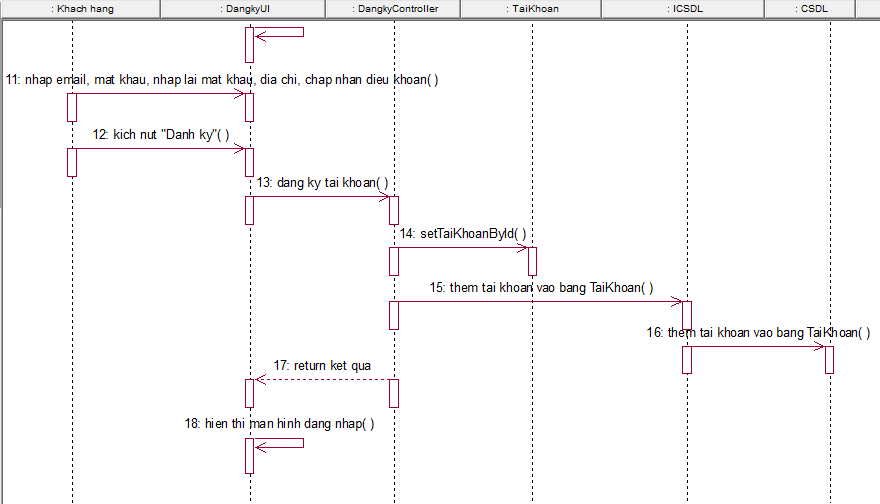 : Khach hang
: DangkyUI
: DangkyController
: TaiKhoan
: ICSDL
: CSDL
11: nhap email, mat khau, nhap lai mat khau, dia chi, chap nhan dieu khoan( )
12: kich nut "Danh ky"( )
13: dang ky tai khoan( )
14: setTaiKhoanById( )
15: them tai khoan vao bang TaiKhoan( )
16: them tai khoan vao bang TaiKhoan( )
17: return ket qua
18: hien thi man hinh dang nhap( )